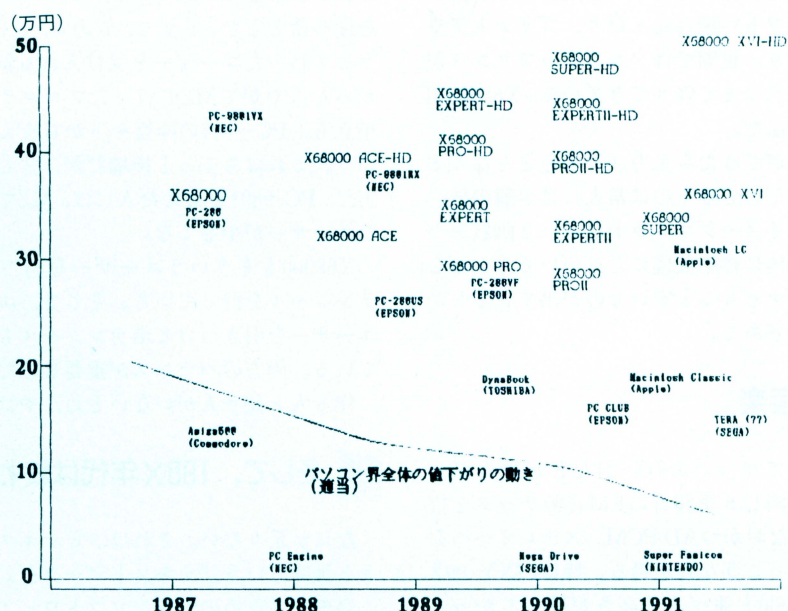 (万円)
50
X68000 XVI-HD
X68000
SUPER-HD
X68000
EXPERT-HD
X68000
EXPERTII-HD
PC-9801VX
(NEC)
X68000
PRO-HD
40
X68000 ACE-HD
X68000
PROII-HD
PC-9801RX
(NEC)
X68000
PC-286
(EPSON)
X68000
EXPERT
X68000 XVI
X68000
SUPER
X68000 ACE
X68000
EXPERTII
Macintosh LC
(Apple)
30
X68000 PRO
X68000
PROII
PC-286VF
(EPSON)
PC-286US
(EPSON)
20
DynaBook
(TOSHIBA)
Macintosh Classic
(Apple)
PC CLUB
(EPSON)
TERA (??)
(SEGA)
Amiga500
(Commodore)
10
パソコン界全体の値下がりの動き
(適当)
PC Engine
(NEC)
Mega Drive
(SEGA)
Super Famicom
(NINTENDO)
0
1987
1988
1989
1990
1991